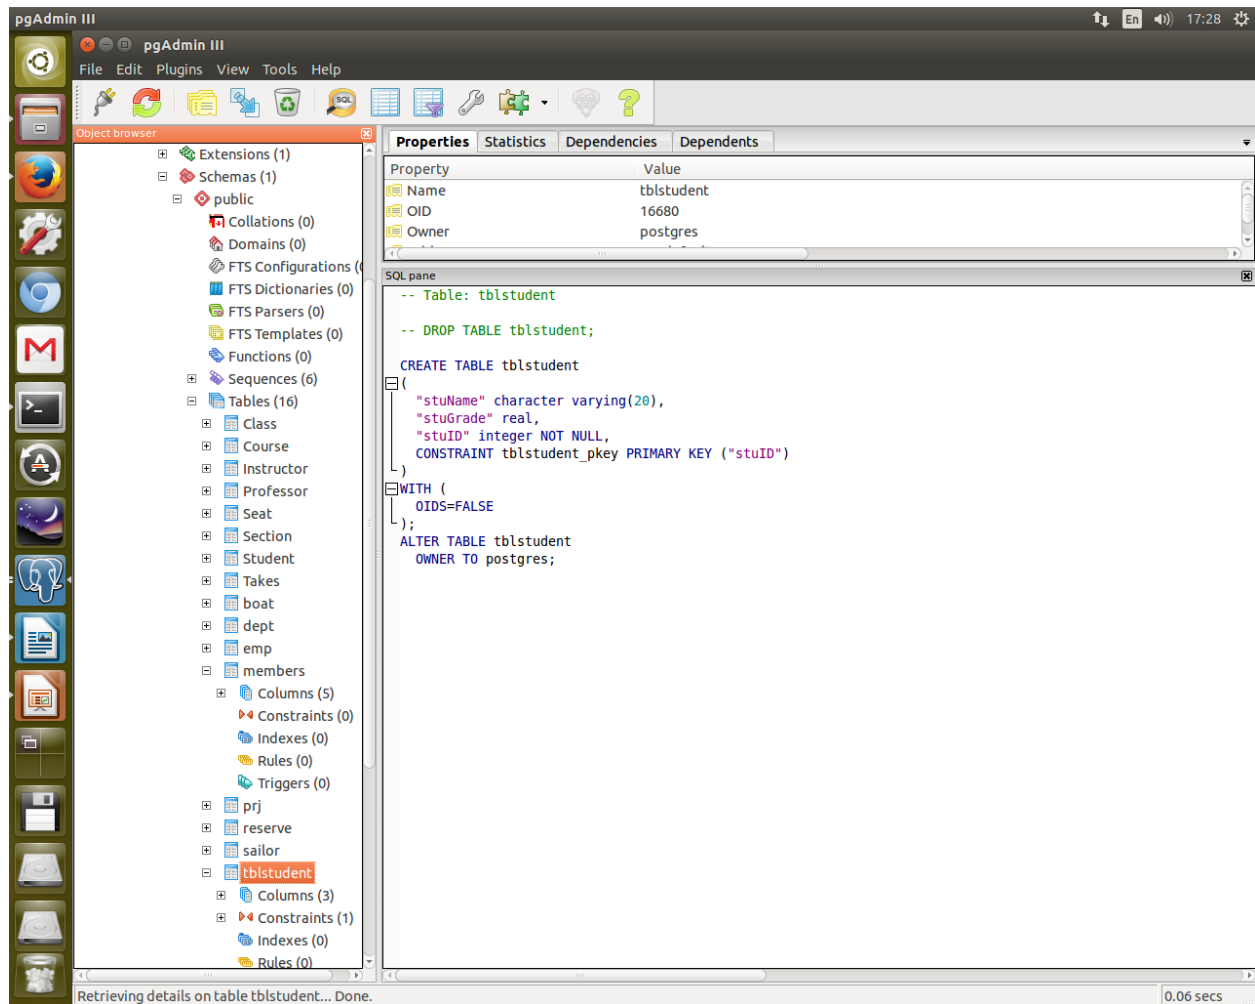 pgAdmin III
En 17:28
pgAdmin III
File Edit Plugins View Tools Help
SQL
Object browser
Extensions (1)
Schemas (1)
public
Collations (0)
Domains (0)
FTS Configurations (
FTS Dictionaries (0)
FTS Parsers (0)
FTS Templates (0)
Functions (0)
Sequences (6)
Tables (16)
Class
Course
Instructor
Professor
Seat
Section
Student
Takes
boat
dept
emp
members
Columns (5)
Constraints (0)
Indexes (0)
Rules (0)
Triggers (0)
prj
reserve
sailor
tblstudent
Columns (3)
Constraints (1)
Indexes (0)
Rules (0)
Properties Statistics Dependencies Dependents
Property Value
Name tblstudent
OID 16680
Owner postgres
SQL pane
-- Table: tblstudent
-- DROP TABLE tblstudent;
CREATE TABLE tblstudent
(
"stuName" character varying(20),
"stuGrade" real,
"stuID" integer NOT NULL,
CONSTRAINT tblstudent_pkey PRIMARY KEY ("stuID")
)
WITH (
OIDS=FALSE
);
ALTER TABLE tblstudent
OWNER TO postgres;
Retrieving details on table tblstudent... Done. 0.06 secs